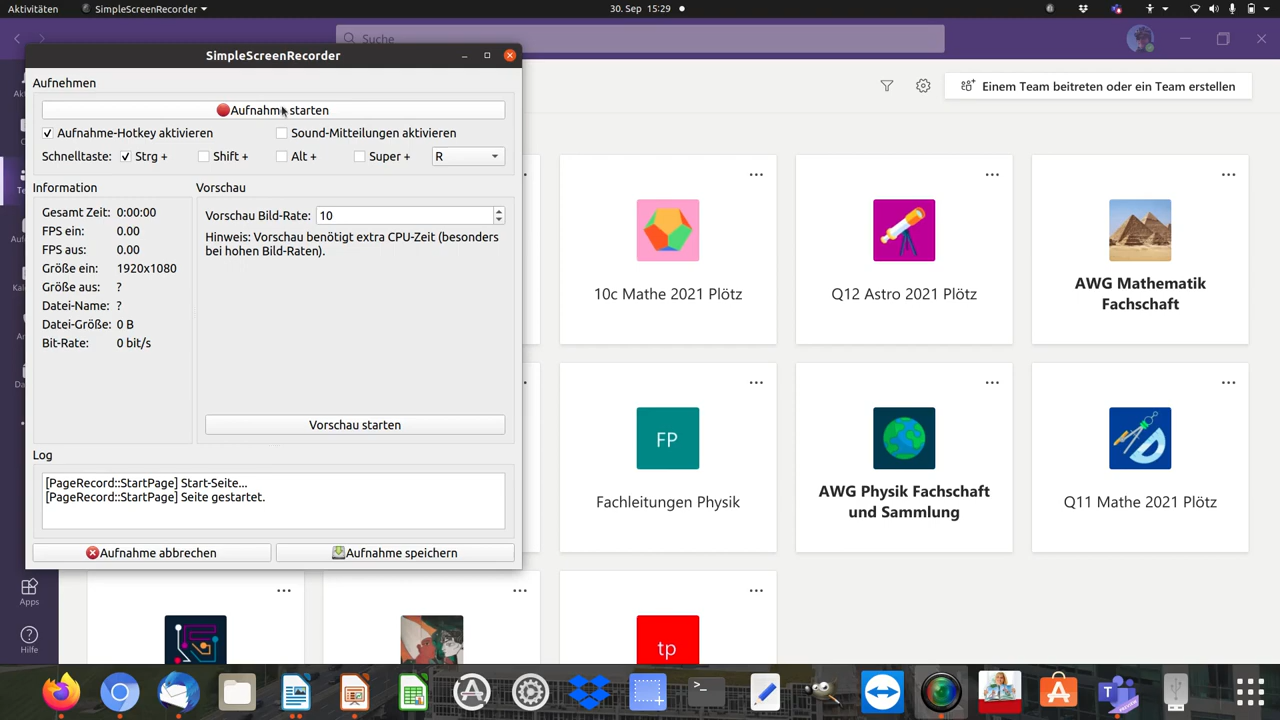 Aktivitäten
SimpleScreenRecorder
30. Sep 15:29
Suche
SimpleScreenRecorder
Einem Team beitreten oder ein Team erstellen
Aufnehmen
Aufnahme starten
Aufnahme-Hotkey aktivieren
Sound-Mitteilungen aktivieren
Schnelltaste:
Strg +
Shift +
Alt +
Super +
R
Information
Gesamt Zeit: 0:00:00
FPS ein: 0.00
FPS aus: 0.00
Größe ein: 1920x1080
Größe aus: ?
Datei-Name: ?
Datei-Größe: 0 B
Bit-Rate: 0 bit/s
Vorschau
Vorschau Bild-Rate: 10
Hinweis: Vorschau benötigt extra CPU-Zeit (besonders
bei hohen Bild-Raten).
Vorschau starten
Log
[PageRecord::StartPage] Start-Seite...
[PageRecord::StartPage] Seite gestartet.
Aufnahme abbrechen
Aufnahme speichern
10c Mathe 2021 Plötz
Q12 Astro 2021 Plötz
AWG Mathematik
Fachschaft
FP
Fachleitungen Physik
AWG Physik Fachschaft
und Sammlung
Q11 Mathe 2021 Plötz
tp
Apps
Hilfe